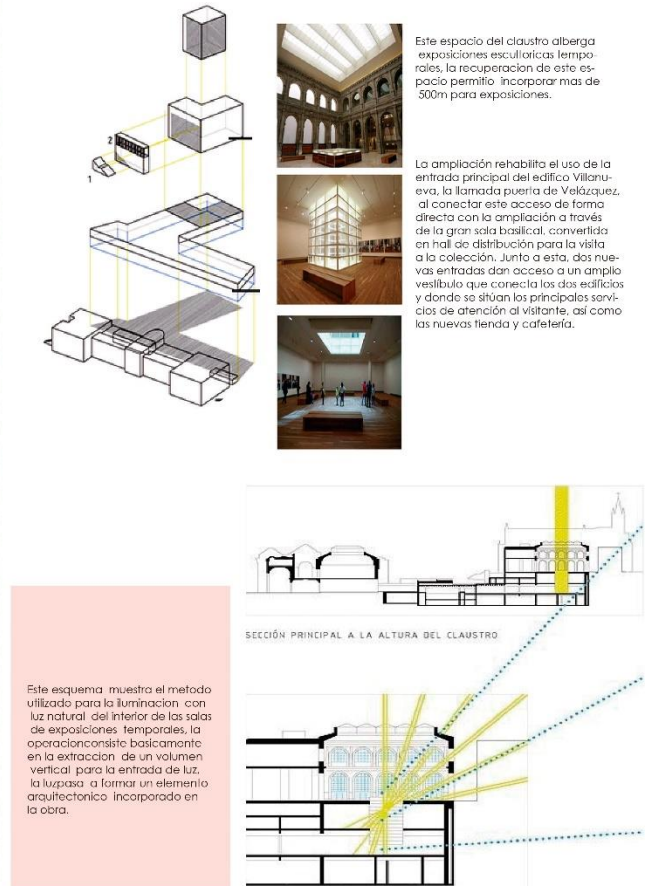 Este espacio del claustro alberga
exposiciones escultoricas tempo-
rales, la recuperacion de este es-
pacio permitio incorporar mas de
500m para exposiciones.
La ampliación rehabilita el uso de la
entrada principal del edifico Villanu-
eva, la llamada puerta de Velázquez,
al conectar este acceso de forma
directa con la ampliación a través
de la gran sala basilical, convertida
en hall de distribución para la visita
a la colección. Junto a esta, dos nue-
vas entradas dan acceso a un amplio
vestíbulo que conecta los dos edificios
y donde se sitúan los principales servi-
cios de atención al visitante, así como
las nuevas tienda y cafetería.
2
1
SECCIÓN PRINCIPAL A LA ALTURA DEL CLAUSTRO
Este esquema muestra el metodo
utilizado para la iluminacion con
luz natural del interior de las salas
de exposiciones temporales, la
operacionconsiste basicamente
en la extraccion de un volumen
vertical para la entrada de luz.
la luzpasa a formar un elemento
arquitectonico incorporado en
la obra.